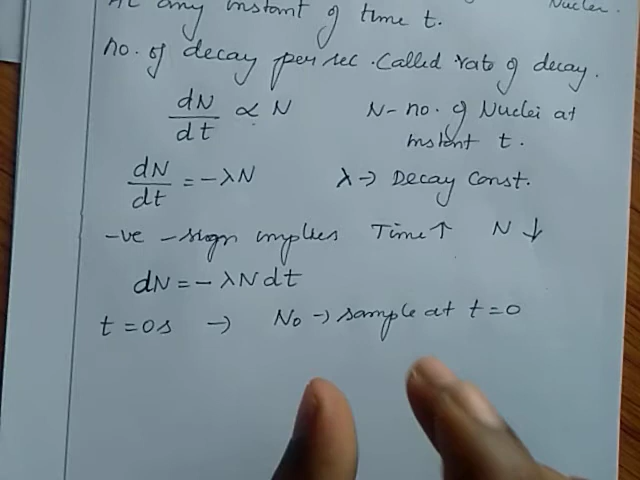 At any instant of time t.
Nuclei.
no. of decay per sec. Called rate of decay.
dN/dt ∝ N
N - no. of Nuclei at
instant t.
dN/dt = -λN
λ → Decay Const.
-ve -sign implies Time↑ N ↓
dN = -λN dt
t = 0s → N₀ → sample at t = 0